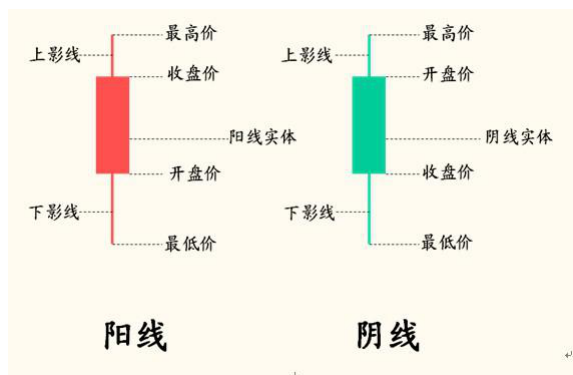 最高价
上影线
收盘价
阳线实体
开盘价
下影线
最低价
阳线
最高价
上影线
开盘价
阴线实体
收盘价
下影线
最低价
阴线